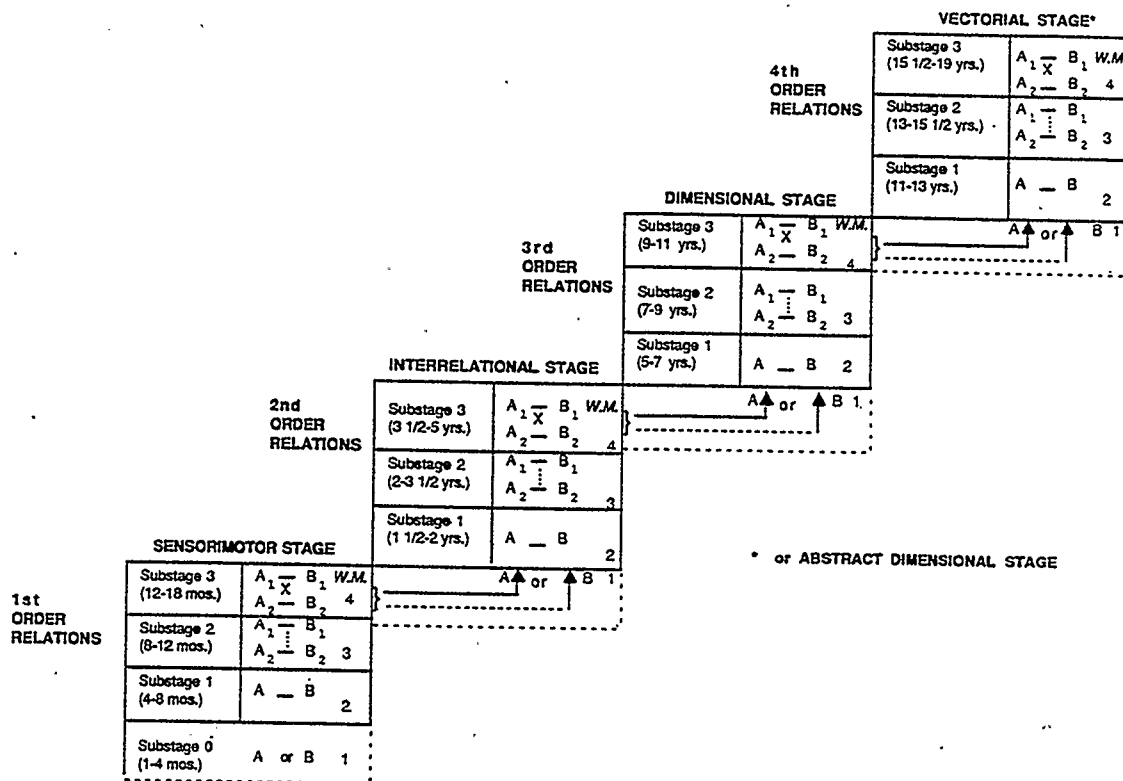 VECTORIAL STAGE*
Substage 3
(15 1/2-19 yrs.)
A1 — B1 W.M
X
A2 — B2 4
Substage 2
(13-15 1/2 yrs.)
A1 — B1
A2 — B2 3
Substage 1
(11-13 yrs.)
A — B
2
A or B 1
4th
ORDER
RELATIONS
DIMENSIONAL STAGE
Substage 3
(9-11 yrs.)
A1 — B1 W.M.
X
A2 — B2 4
Substage 2
(7-9 yrs.)
A1 — B1
A2 — B2 3
Substage 1
(5-7 yrs.)
A — B 2
A or B 1
3rd
ORDER
RELATIONS
INTERRELATIONAL STAGE
Substage 3
(3 1/2-5 yrs.)
A1 — B1 W.M.
X
A2 — B2 4
Substage 2
(2-3 1/2 yrs.)
A1 — B1
A2 — B2 3
Substage 1
(1 1/2-2 yrs.)
A — B
2
A or B 1
2nd
ORDER
RELATIONS
* or ABSTRACT DIMENSIONAL STAGE
SENSORIMOTOR STAGE
Substage 3
(12-18 mos.)
A1 — B1 W.M.
X
A2 — B2 4
Substage 2
(8-12 mos.)
A1 — B1
A2 — B2 3
Substage 1
(4-8 mos.)
A — B
2
Substage 0
(1-4 mos.)
A or B 1
1st
ORDER
RELATIONS